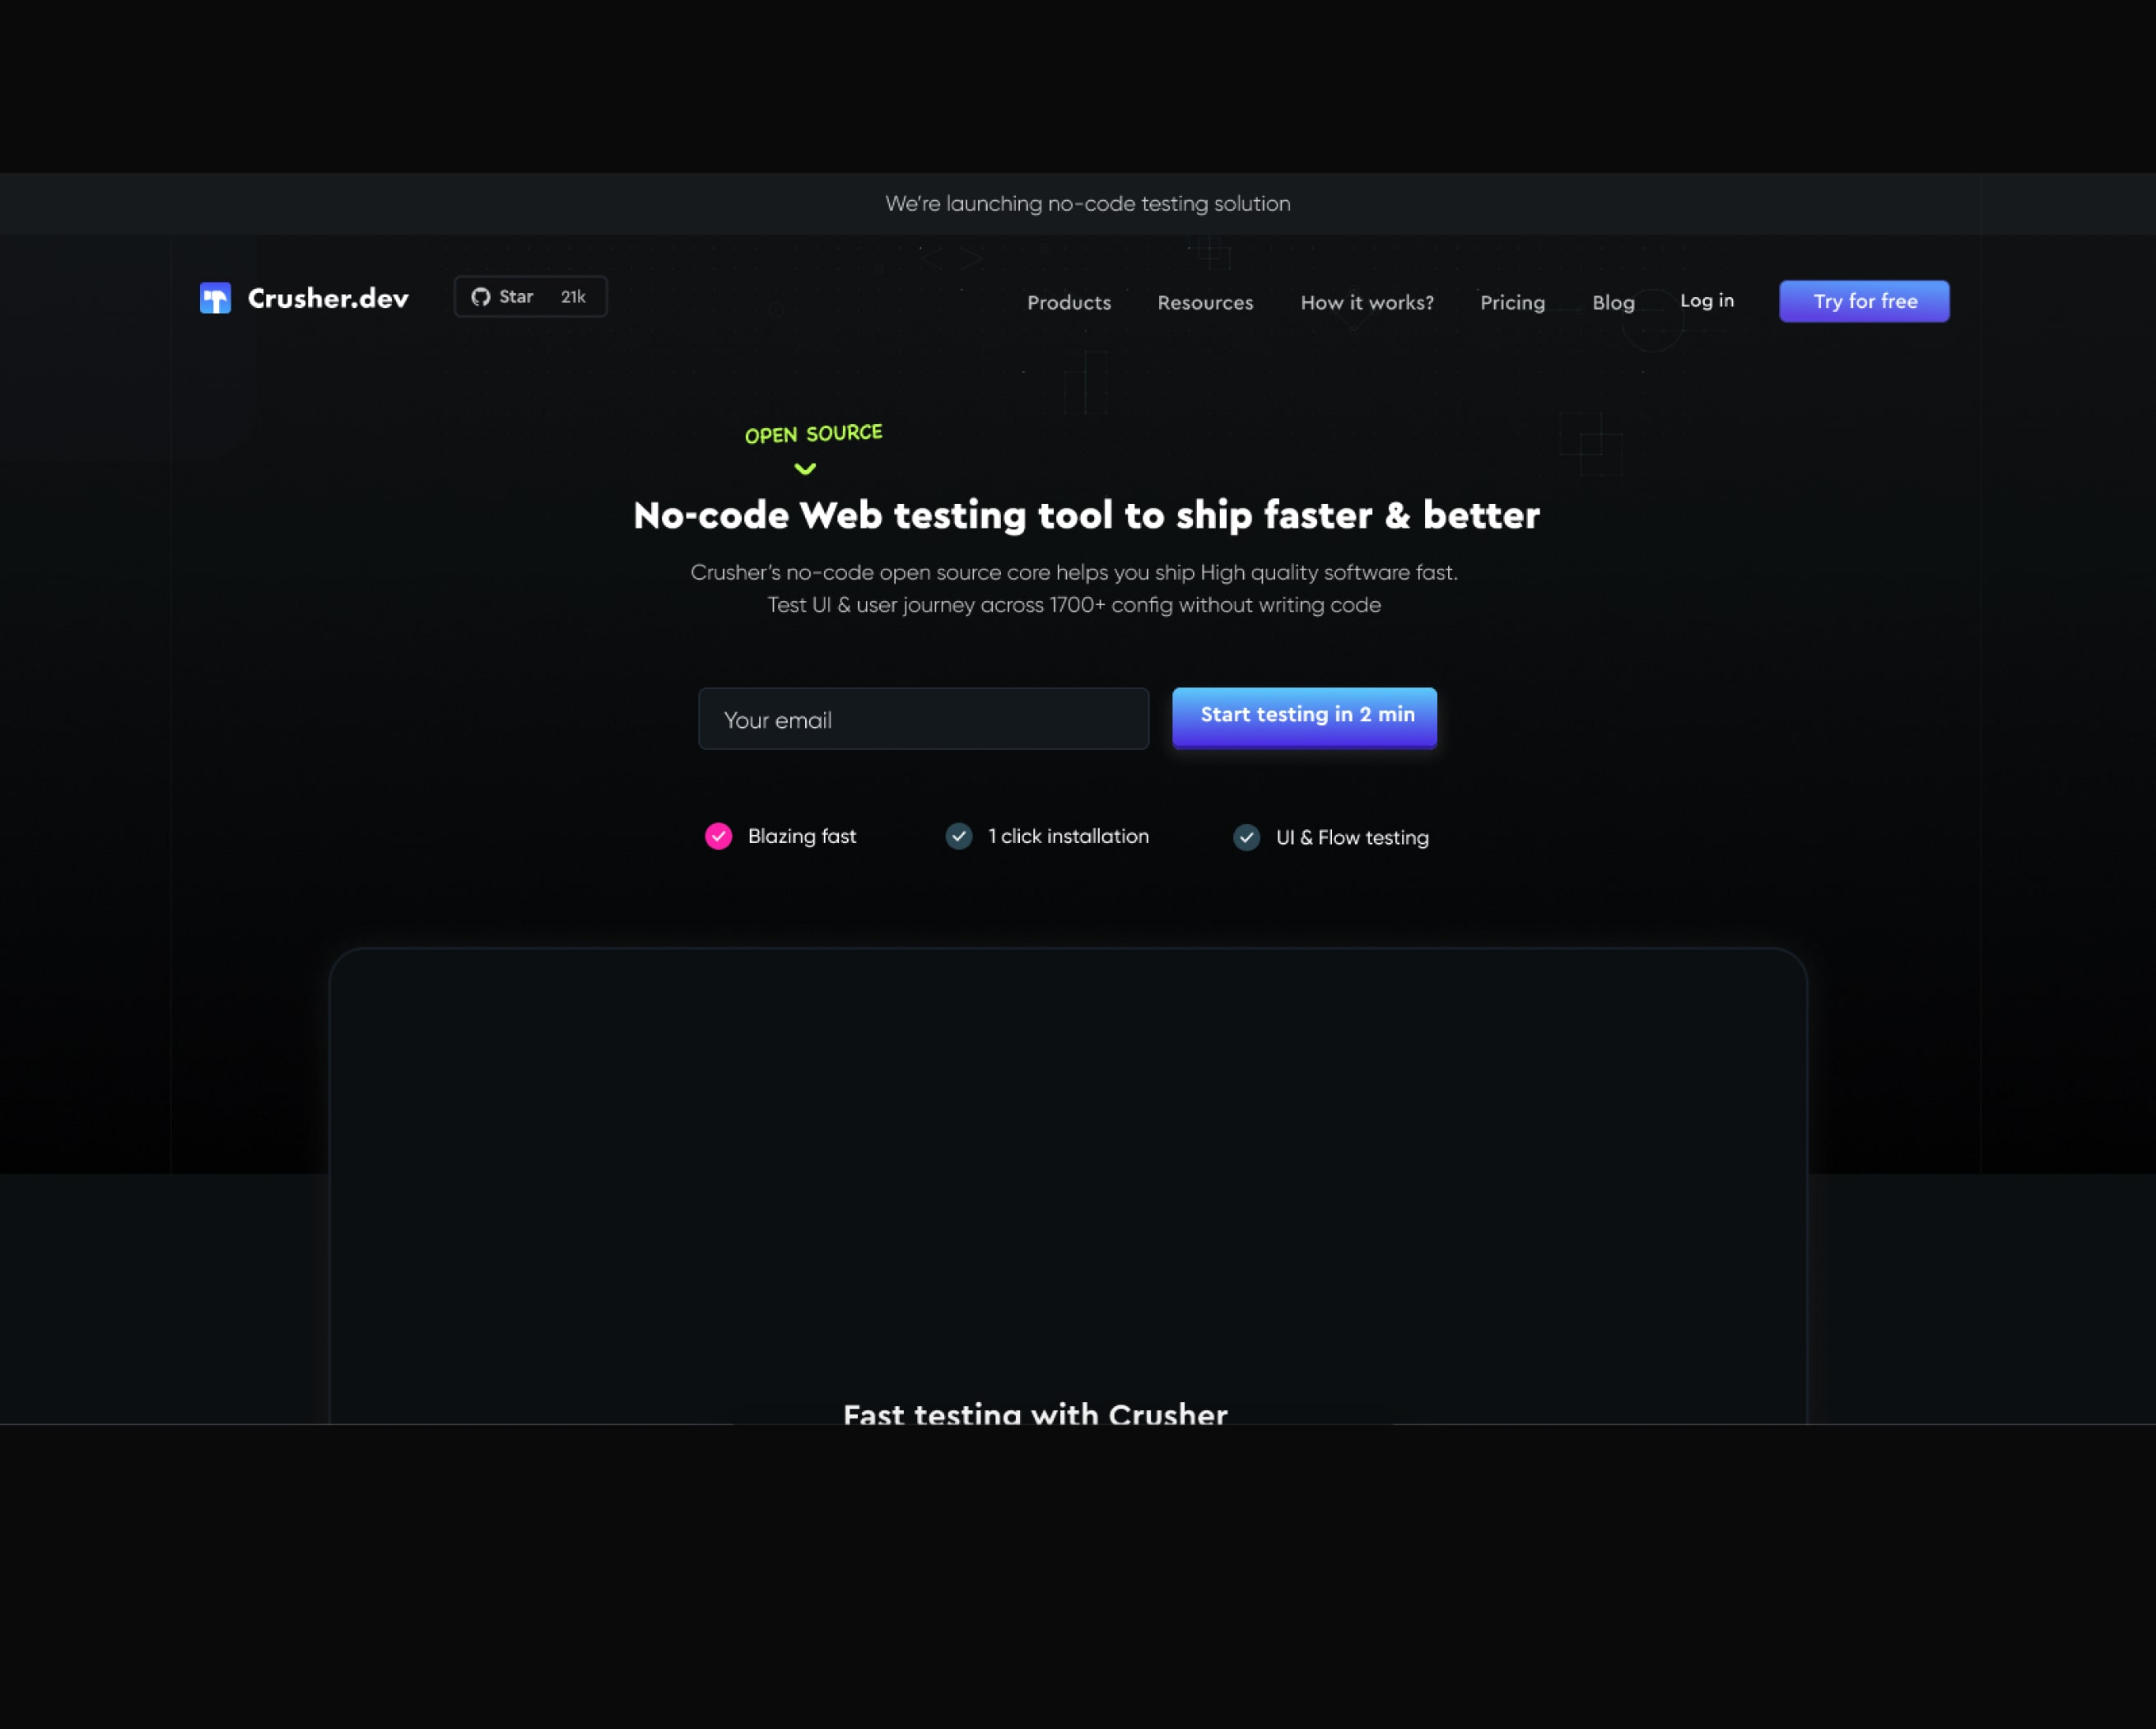 We're launching no-code testing solution
Crusher.dev
Star 21k
Products Resources How it works? Pricing Blog Log in Try for free
OPEN SOURCE
No-code Web testing tool to ship faster & better
Crusher's no-code open source core helps you ship High quality software fast.
Test UI & user journey across 1700+ config without writing code
Your email
Start testing in 2 min
Blazing fast
1 click installation
UI & Flow testing
Fast testing with Crusher